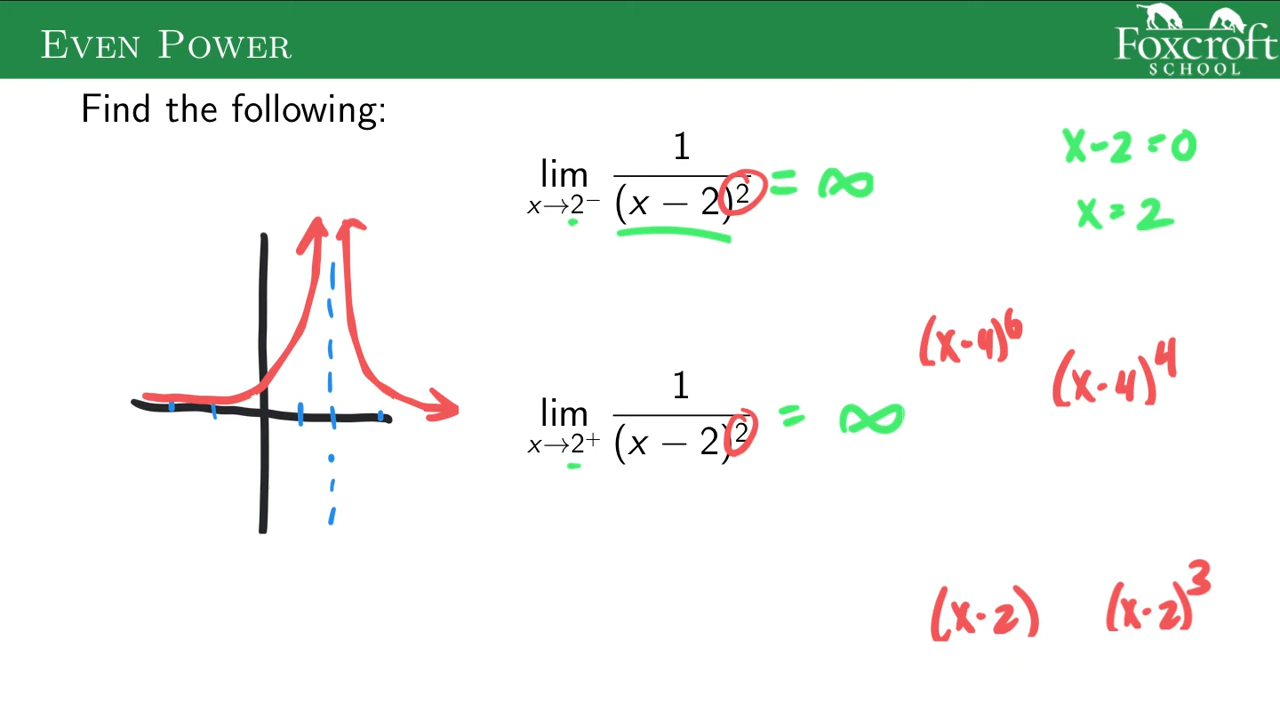 Even Power
Foxcroft
SCHOOL
Find the following:
lim x→2⁻ 1/(x − 2)² = ∞
x-2=0
x=2
(x-4)⁶
(x-4)⁴
lim x→2⁺ 1/(x − 2)² = ∞
(x-2) (x-2)³